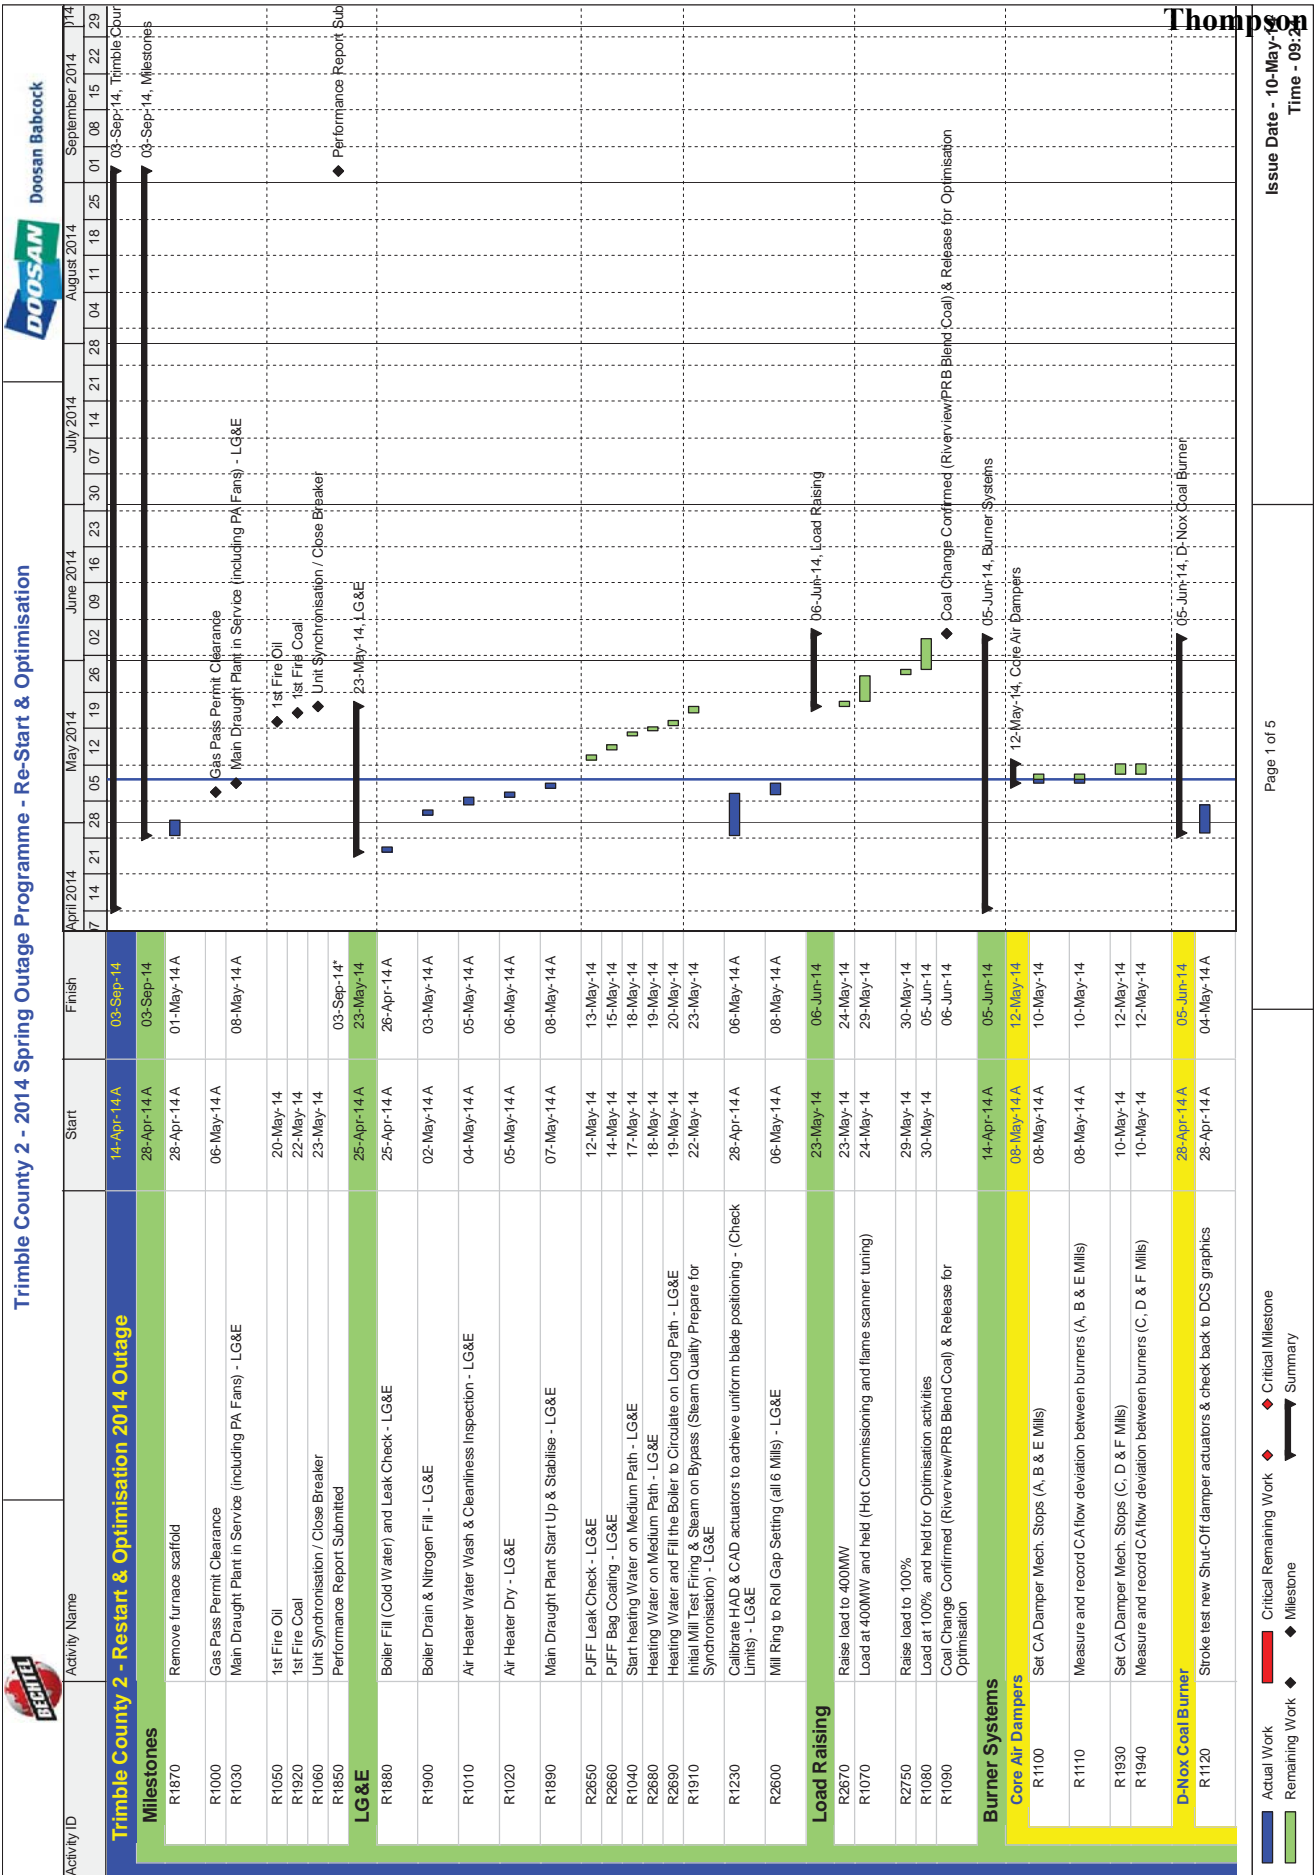 Thompson
BECHTEL
Trimble County 2 - 2014 Spring Outage Programme - Re-Start & Optimisation
DOOSAN Doosan Babcock
Activity ID Activity Name Start Finish
April 2014 May 2014 June 2014 July 2014 August 2014 September 2014 014
07 14 21 28 05 12 19 26 02 09 16 23 30 07 14 21 28 04 11 18 25 01 08 15 22 29
Trimble County 2 - Restart & Optimisation 2014 Outage 14-Apr-14 A 03-Sep-14 03-Sep-14, Trimble Cour
Milestones 28-Apr-14 A 03-Sep-14 03-Sep-14, Milestones
R1870 Remove furnace scaffold 28-Apr-14 A 01-May-14 A
R1000 Gas Pass Permit Clearance 06-May-14 A Gas Pass Permit Clearance
R1030 Main Draught Plant in Service (including PA Fans) - LG&E 08-May-14 A Main Draught Plant in Service (including PA Fans) - LG&E
R1050 1st Fire Oil 20-May-14 1st Fire Oil
R1920 1st Fire Coal 22-May-14 1st Fire Coal
R1060 Unit Synchronisation / Close Breaker 23-May-14 Unit Synchronisation / Close Breaker
R1850 Performance Report Submitted 03-Sep-14* Performance Report Sub
LG&E 25-Apr-14 A 23-May-14 23-May-14, LG&E
R1880 Boiler Fill (Cold Water) and Leak Check - LG&E 25-Apr-14 A 26-Apr-14 A
R1900 Boiler Drain & Nitrogen Fill - LG&E 02-May-14 A 03-May-14 A
R1010 Air Heater Water Wash & Cleanliness Inspection - LG&E 04-May-14 A 05-May-14 A
R1020 Air Heater Dry - LG&E 05-May-14 A 06-May-14 A
R1890 Main Draught Plant Start Up & Stabilise - LG&E 07-May-14 A 08-May-14 A
R2650 PJFF Leak Check - LG&E 12-May-14 13-May-14
R2660 PJFF Bag Coating - LG&E 14-May-14 15-May-14
R1040 Start heating Water on Medium Path - LG&E 17-May-14 18-May-14
R2680 Heating Water on Medium Path - LG&E 18-May-14 19-May-14
R2690 Heating Water and Fill the Boiler to Circulate on Long Path - LG&E 19-May-14 20-May-14
R1910 Initial Mill Test Firing & Steam on Bypass (Steam Quality Prepare for 22-May-14 23-May-14
Synchronisation) - LG&E
R1230 Calibrate HAD & CAD actuators to achieve uniform blade positioning - (Check 28-Apr-14 A 06-May-14 A
Limits) - LG&E
R2600 Mill Ring to Roll Gap Setting (all 6 Mills) - LG&E 06-May-14 A 08-May-14 A
Load Raising 23-May-14 06-Jun-14 06-Jun-14, Load Raising
R2670 Raise load to 400MW 23-May-14 24-May-14
R1070 Load at 400MW and held (Hot Commissioning and flame scanner tuning) 24-May-14 29-May-14
R2750 Raise load to 100% 29-May-14 30-May-14
R1080 Load at 100% and held for Optimisation activities 30-May-14 05-Jun-14
R1090 Coal Change Confirmed (Riverview/PRB Blend Coal) & Release for 06-Jun-14 Coal Change Confirmed (Riverview/PRB Blend Coal) & Release for Optimisation
Optimisation
Burner Systems 14-Apr-14 A 05-Jun-14 05-Jun-14, Burner Systems
Core Air Dampers 08-May-14 A 12-May-14 12-May-14, Core Air Dampers
R1100 Set CA Damper Mech. Stops (A, B & E Mills) 08-May-14 A 10-May-14
R1110 Measure and record CA flow deviation between burners (A, B & E Mills) 08-May-14 A 10-May-14
R1930 Set CA Damper Mech. Stops (C, D & F Mills) 10-May-14 12-May-14
R1940 Measure and record CA flow deviation between burners (C, D & F Mills) 10-May-14 12-May-14
D-Nox Coal Burner 28-Apr-14 A 05-Jun-14 05-Jun-14, D-Nox Coal Burner
R1120 Stroke test new Shut-Off damper actuators & check back to DCS graphics 28-Apr-14 A 04-May-14 A
Actual Work Critical Remaining Work Critical Milestone
Remaining Work Milestone Summary
Page 1 of 5
Issue Date - 10-May-
Time - 09: